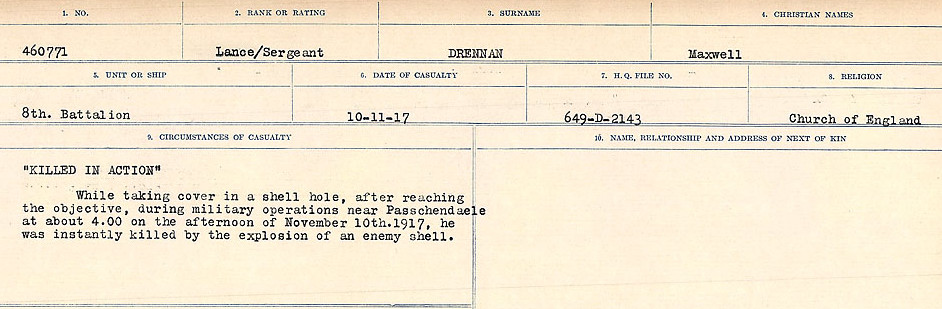 1. NO. 2. RANK OR RATING 3. SURNAME 4. CHRISTIAN NAMES
460771 Lance/Sergeant DRENNAN Maxwell
5. UNIT OR SHIP 6. DATE OF CASUALTY 7. H. Q. FILE NO. 8. RELIGION
8th. Battalion 10-11-17 649-D-2143 Church of England
9. CIRCUMSTANCES OF CASUALTY 10. NAME, RELATIONSHIP AND ADDRESS OF NEXT OF KIN
"KILLED IN ACTION"
While taking cover in a shell hole, after reaching
the objective, during military operations near Passchendaele
at about 4.00 on the afternoon of November 10th.1917, he
was instantly killed by the explosion of an enemy shell.